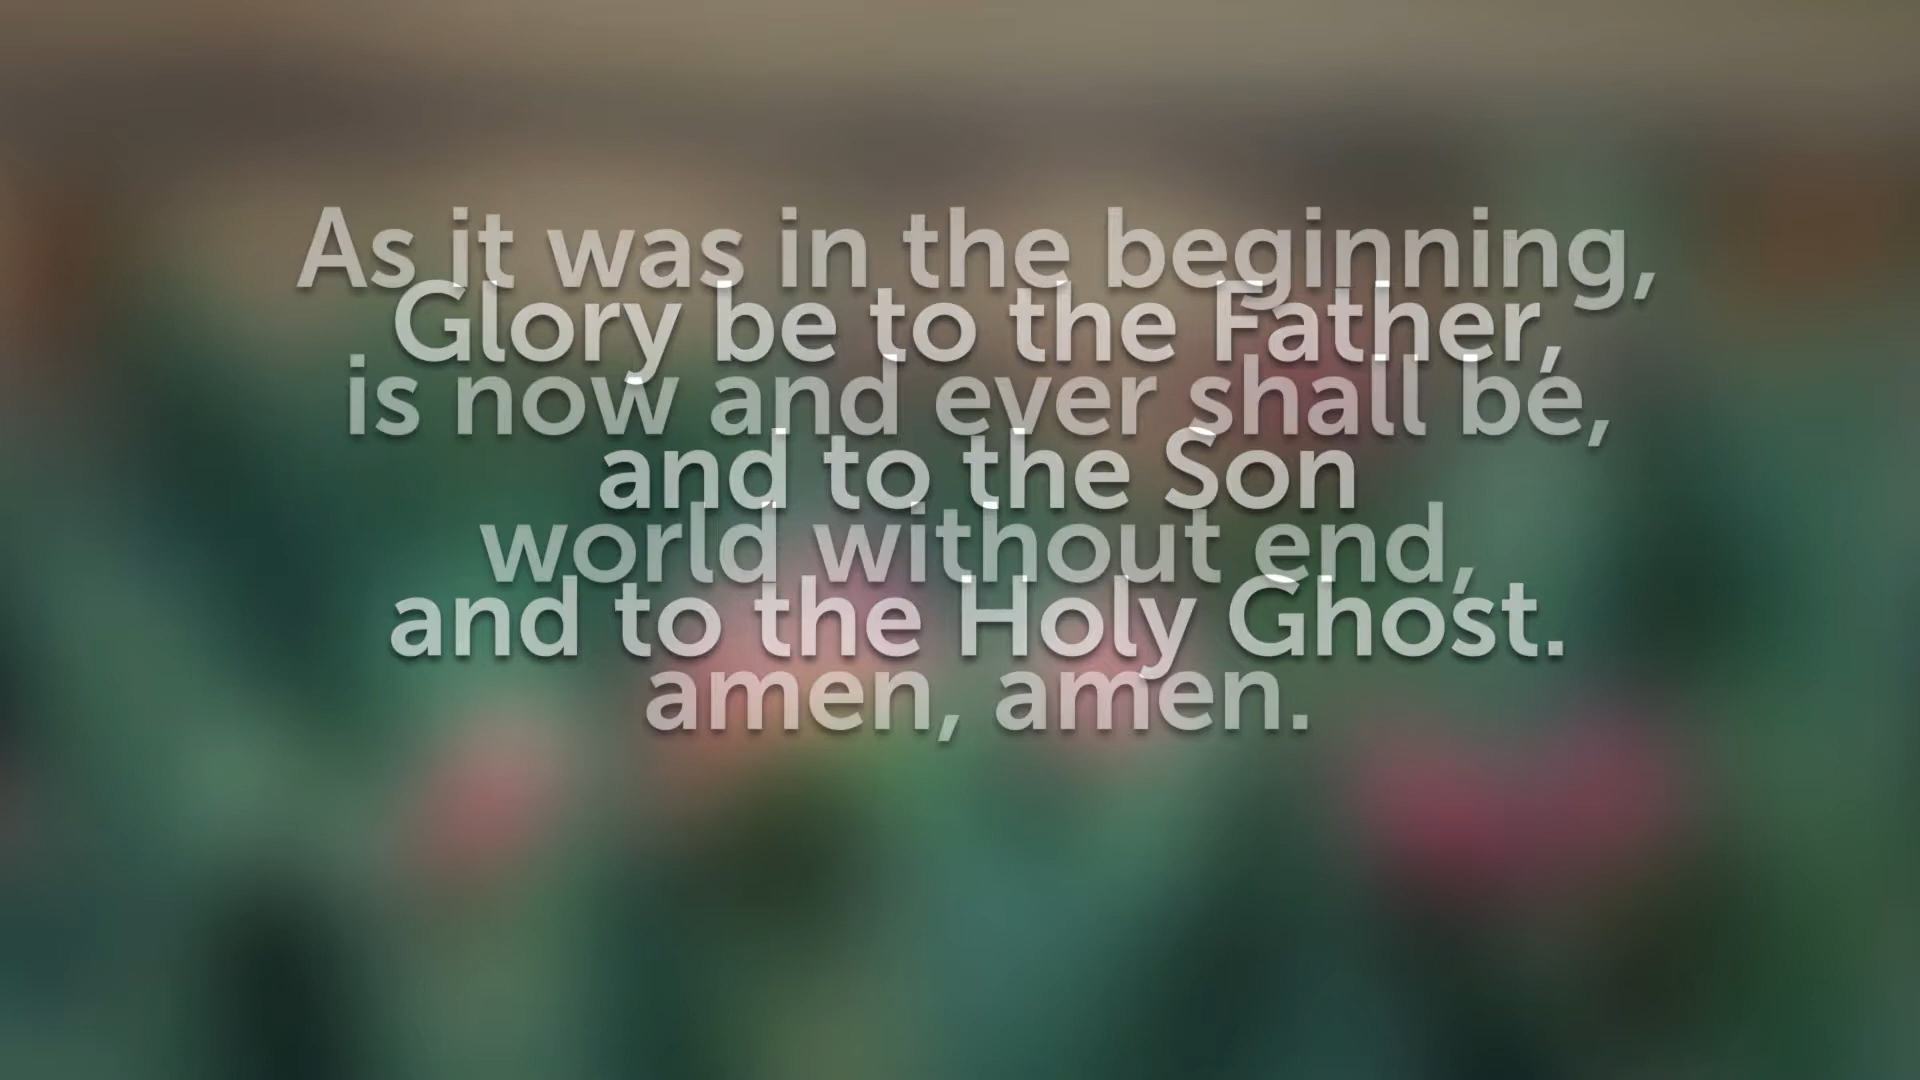 As it was in the beginning,
Glory be to the Father,
is now and ever shall be,
and to the Son
world without end,
and to the Holy Ghost.
amen, amen.